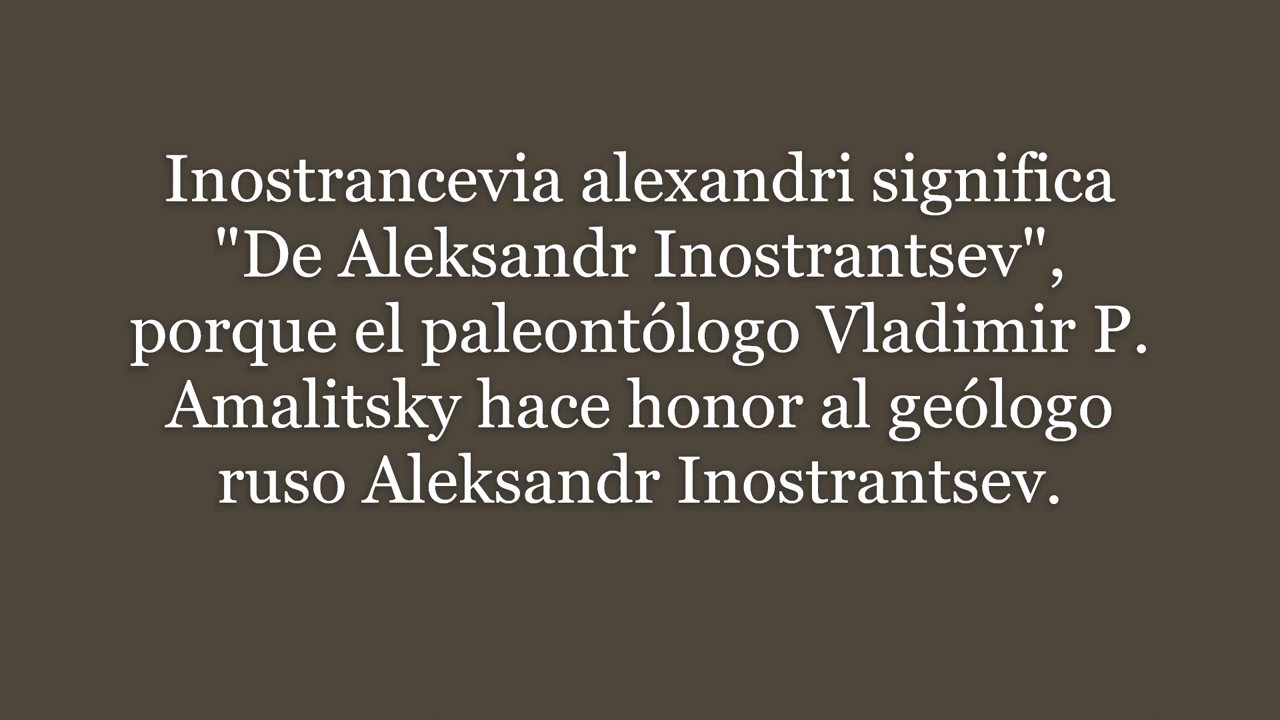 Inostrancevia alexandri significa
"De Aleksandr Inostrantsev",
porque el paleontólogo Vladimir P.
Amalitsky hace honor al geólogo
ruso Aleksandr Inostrantsev.